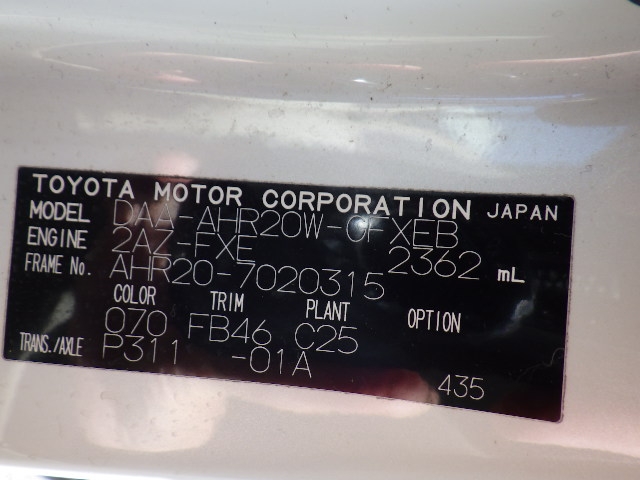 TOYOTA MOTOR CORPORATION JAPAN
MODEL DAA-AHR20W-GFXEB
ENGINE 2AZ-FXE 2362 mL
FRAME No. AHR20-7020315
COLOR TRIM PLANT OPTION
070 FB46 C25
TRANS./AXLE P311 -01A 435